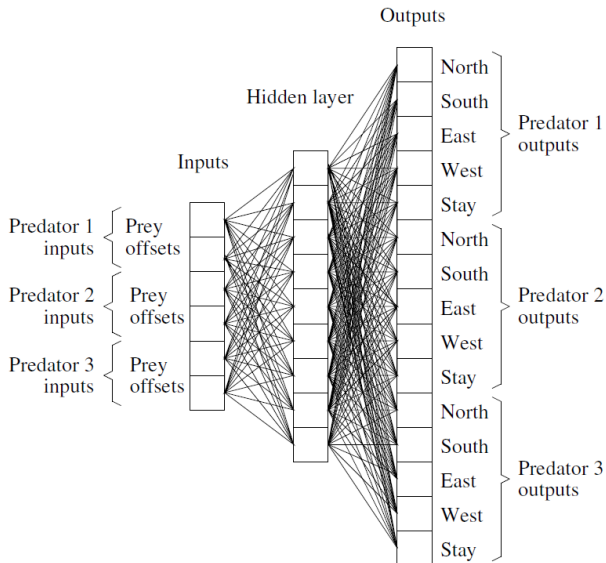 Outputs
Hidden layer
Inputs
Predator 1
inputs
Prey
offsets
Predator 2
inputs
Prey
offsets
Predator 3
inputs
Prey
offsets
North
South
East
West
Stay
Predator 1
outputs
North
South
East
West
Stay
Predator 2
outputs
North
South
East
West
Stay
Predator 3
outputs